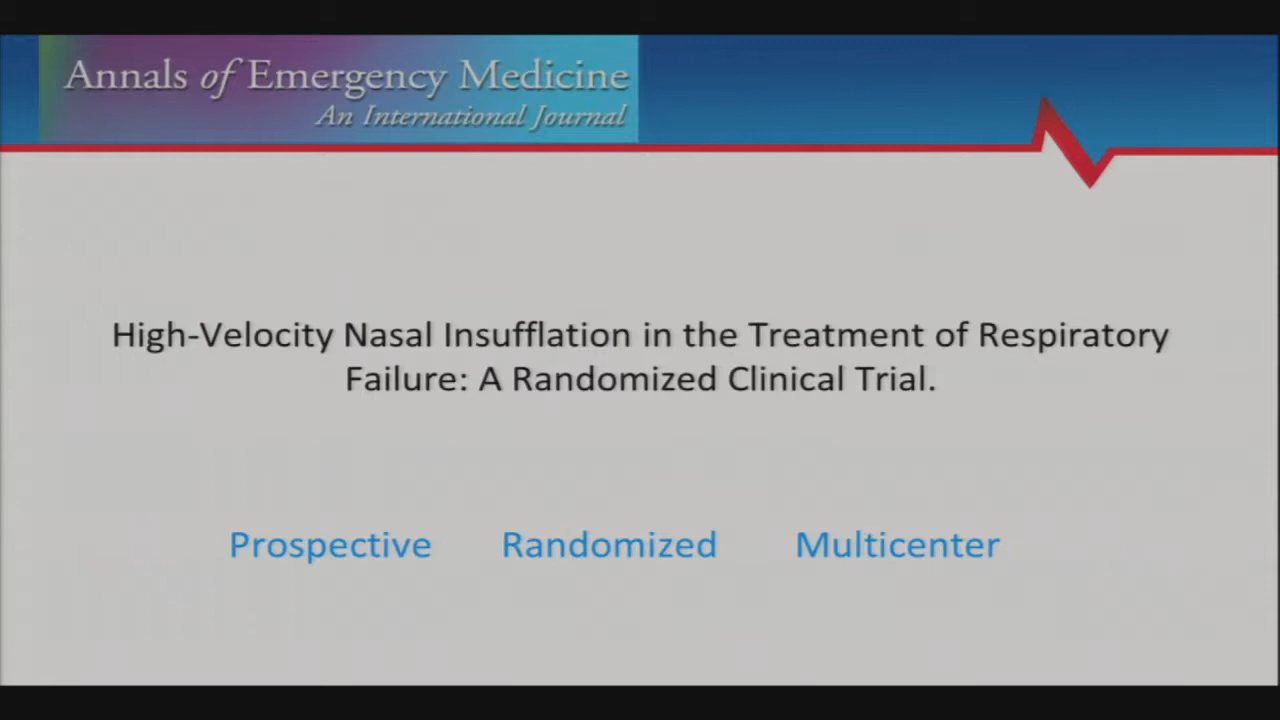 Annals of Emergency Medicine
An International Journal
High-Velocity Nasal Insufflation in the Treatment of Respiratory
Failure: A Randomized Clinical Trial.
Prospective Randomized Multicenter